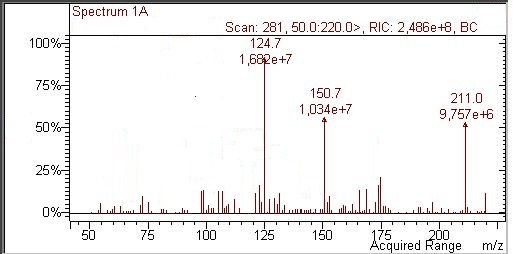 Spectrum 1A
Scan: 281, 50.0:220.0>, RIC: 2,486e+8, BC
100%
124.7
1,682e+7
75%
150.7
1,034e+7
211.0
9,757e+6
50%
25%
0%
50 75 100 125 150 175 200
Acquired Range m/z